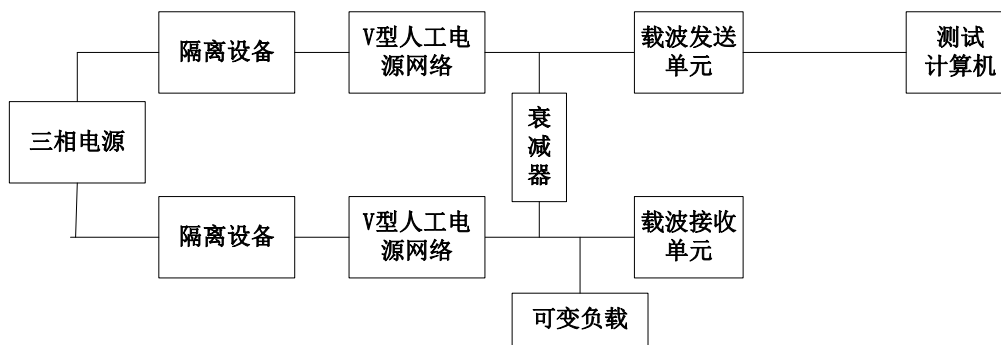 隔离设备
V型人工电
源网络
载波发送
单元
测试
计算机
三相电源
衰
减
器
隔离设备
V型人工电
源网络
载波接收
单元
可变负载